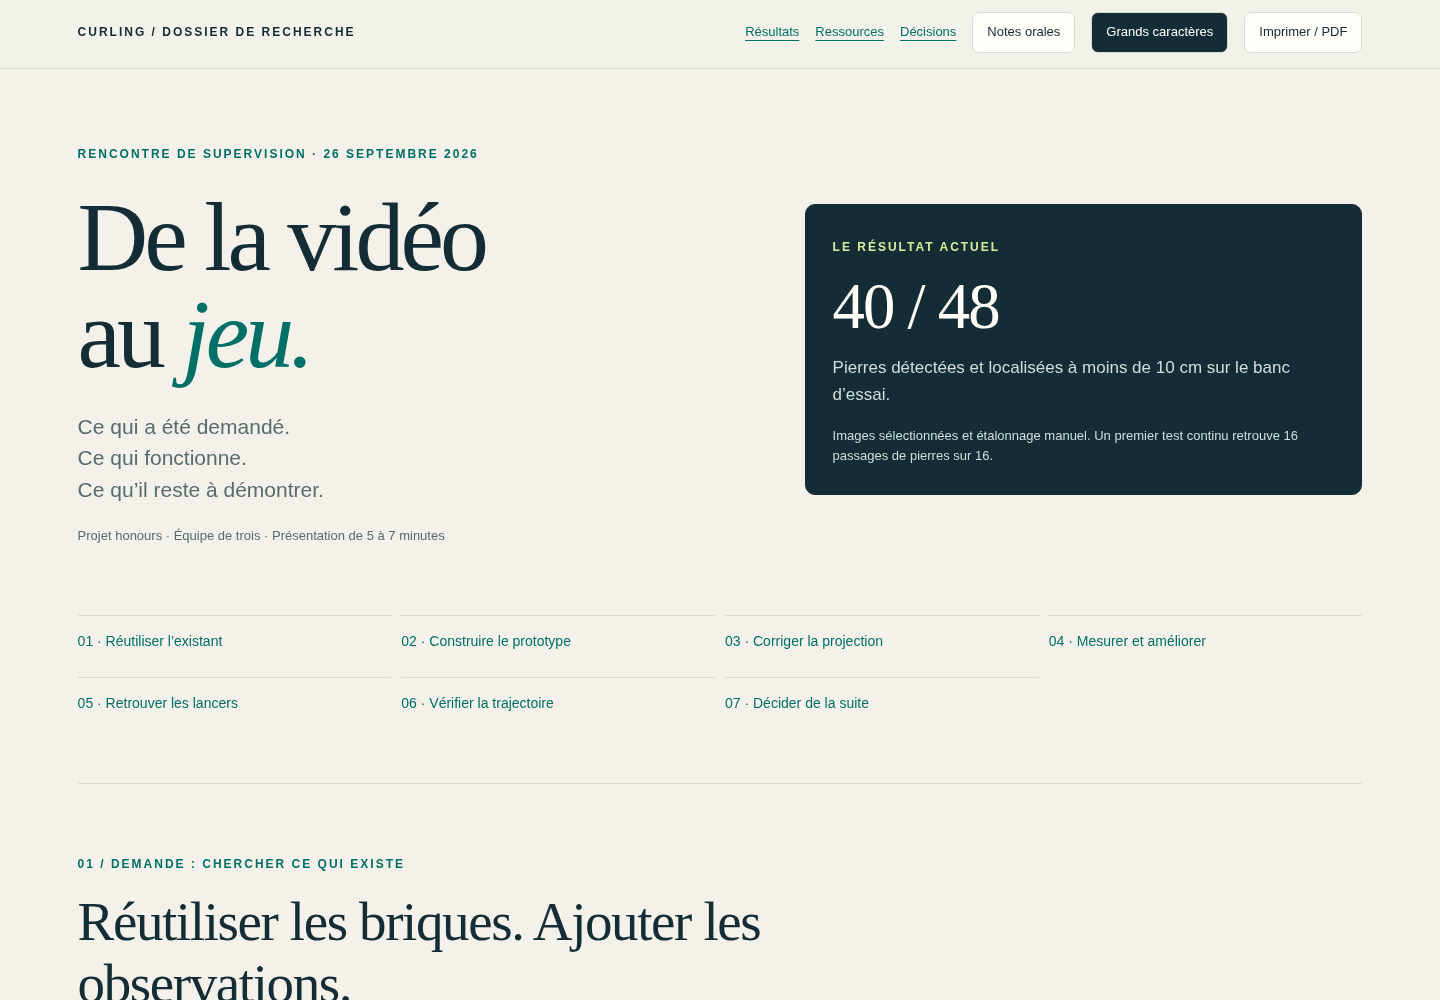 CURLING / DOSSIER DE RECHERCHE
Résultats
Ressources
Décisions
Notes orales
Grands caractères
Imprimer / PDF
RENCONTRE DE SUPERVISION · 26 SEPTEMBRE 2026
De la vidéo
au jeu.
Ce qui a été demandé.
Ce qui fonctionne.
Ce qu’il reste à démontrer.
Projet honours · Équipe de trois · Présentation de 5 à 7 minutes
LE RÉSULTAT ACTUEL
40 / 48
Pierres détectées et localisées à moins de 10 cm sur le banc
d’essai.
Images sélectionnées et étalonnage manuel. Un premier test continu retrouve 16
passages de pierres sur 16.
01 · Réutiliser l’existant
02 · Construire le prototype
03 · Corriger la projection
04 · Mesurer et améliorer
05 · Retrouver les lancers
06 · Vérifier la trajectoire
07 · Décider de la suite
01 / DEMANDE : CHERCHER CE QUI EXISTE
Réutiliser les briques. Ajouter les
observations.